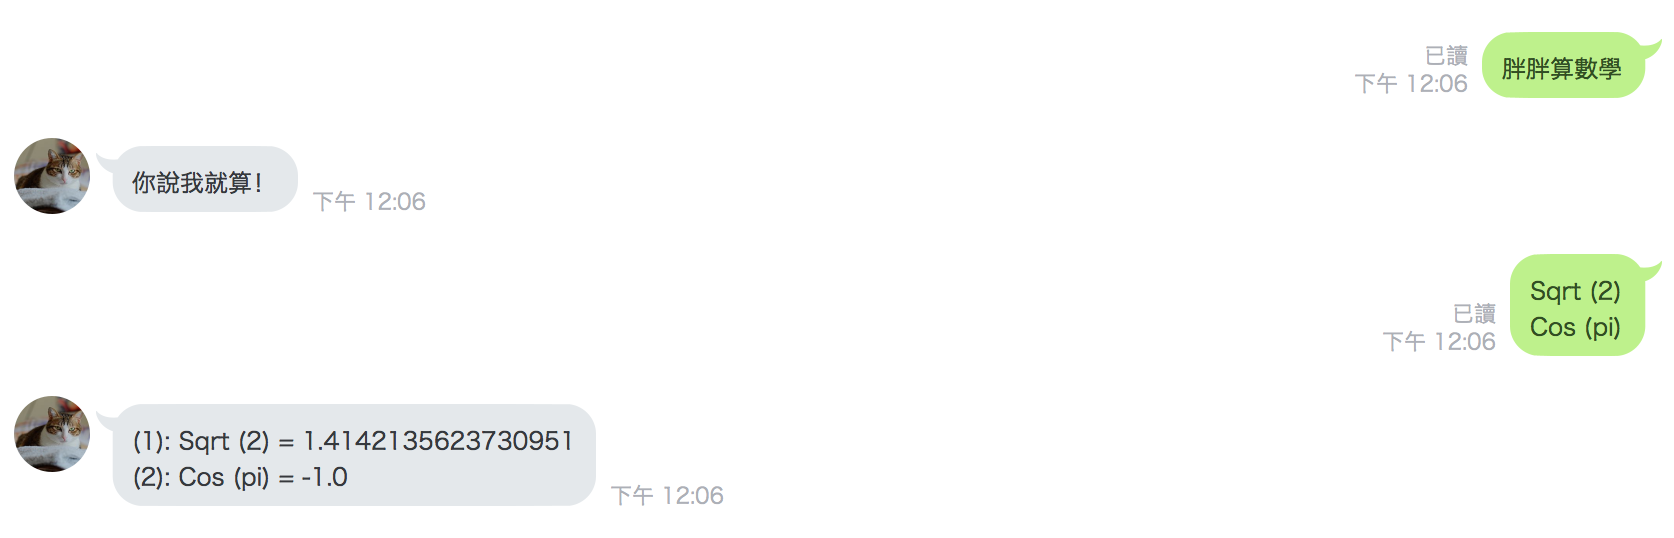 已讀
下午 12:06
胖胖算數學
你說我就算！
下午 12:06
已讀
下午 12:06
Sqrt (2)
Cos (pi)
(1): Sqrt (2) = 1.4142135623730951
(2): Cos (pi) = -1.0
下午 12:06